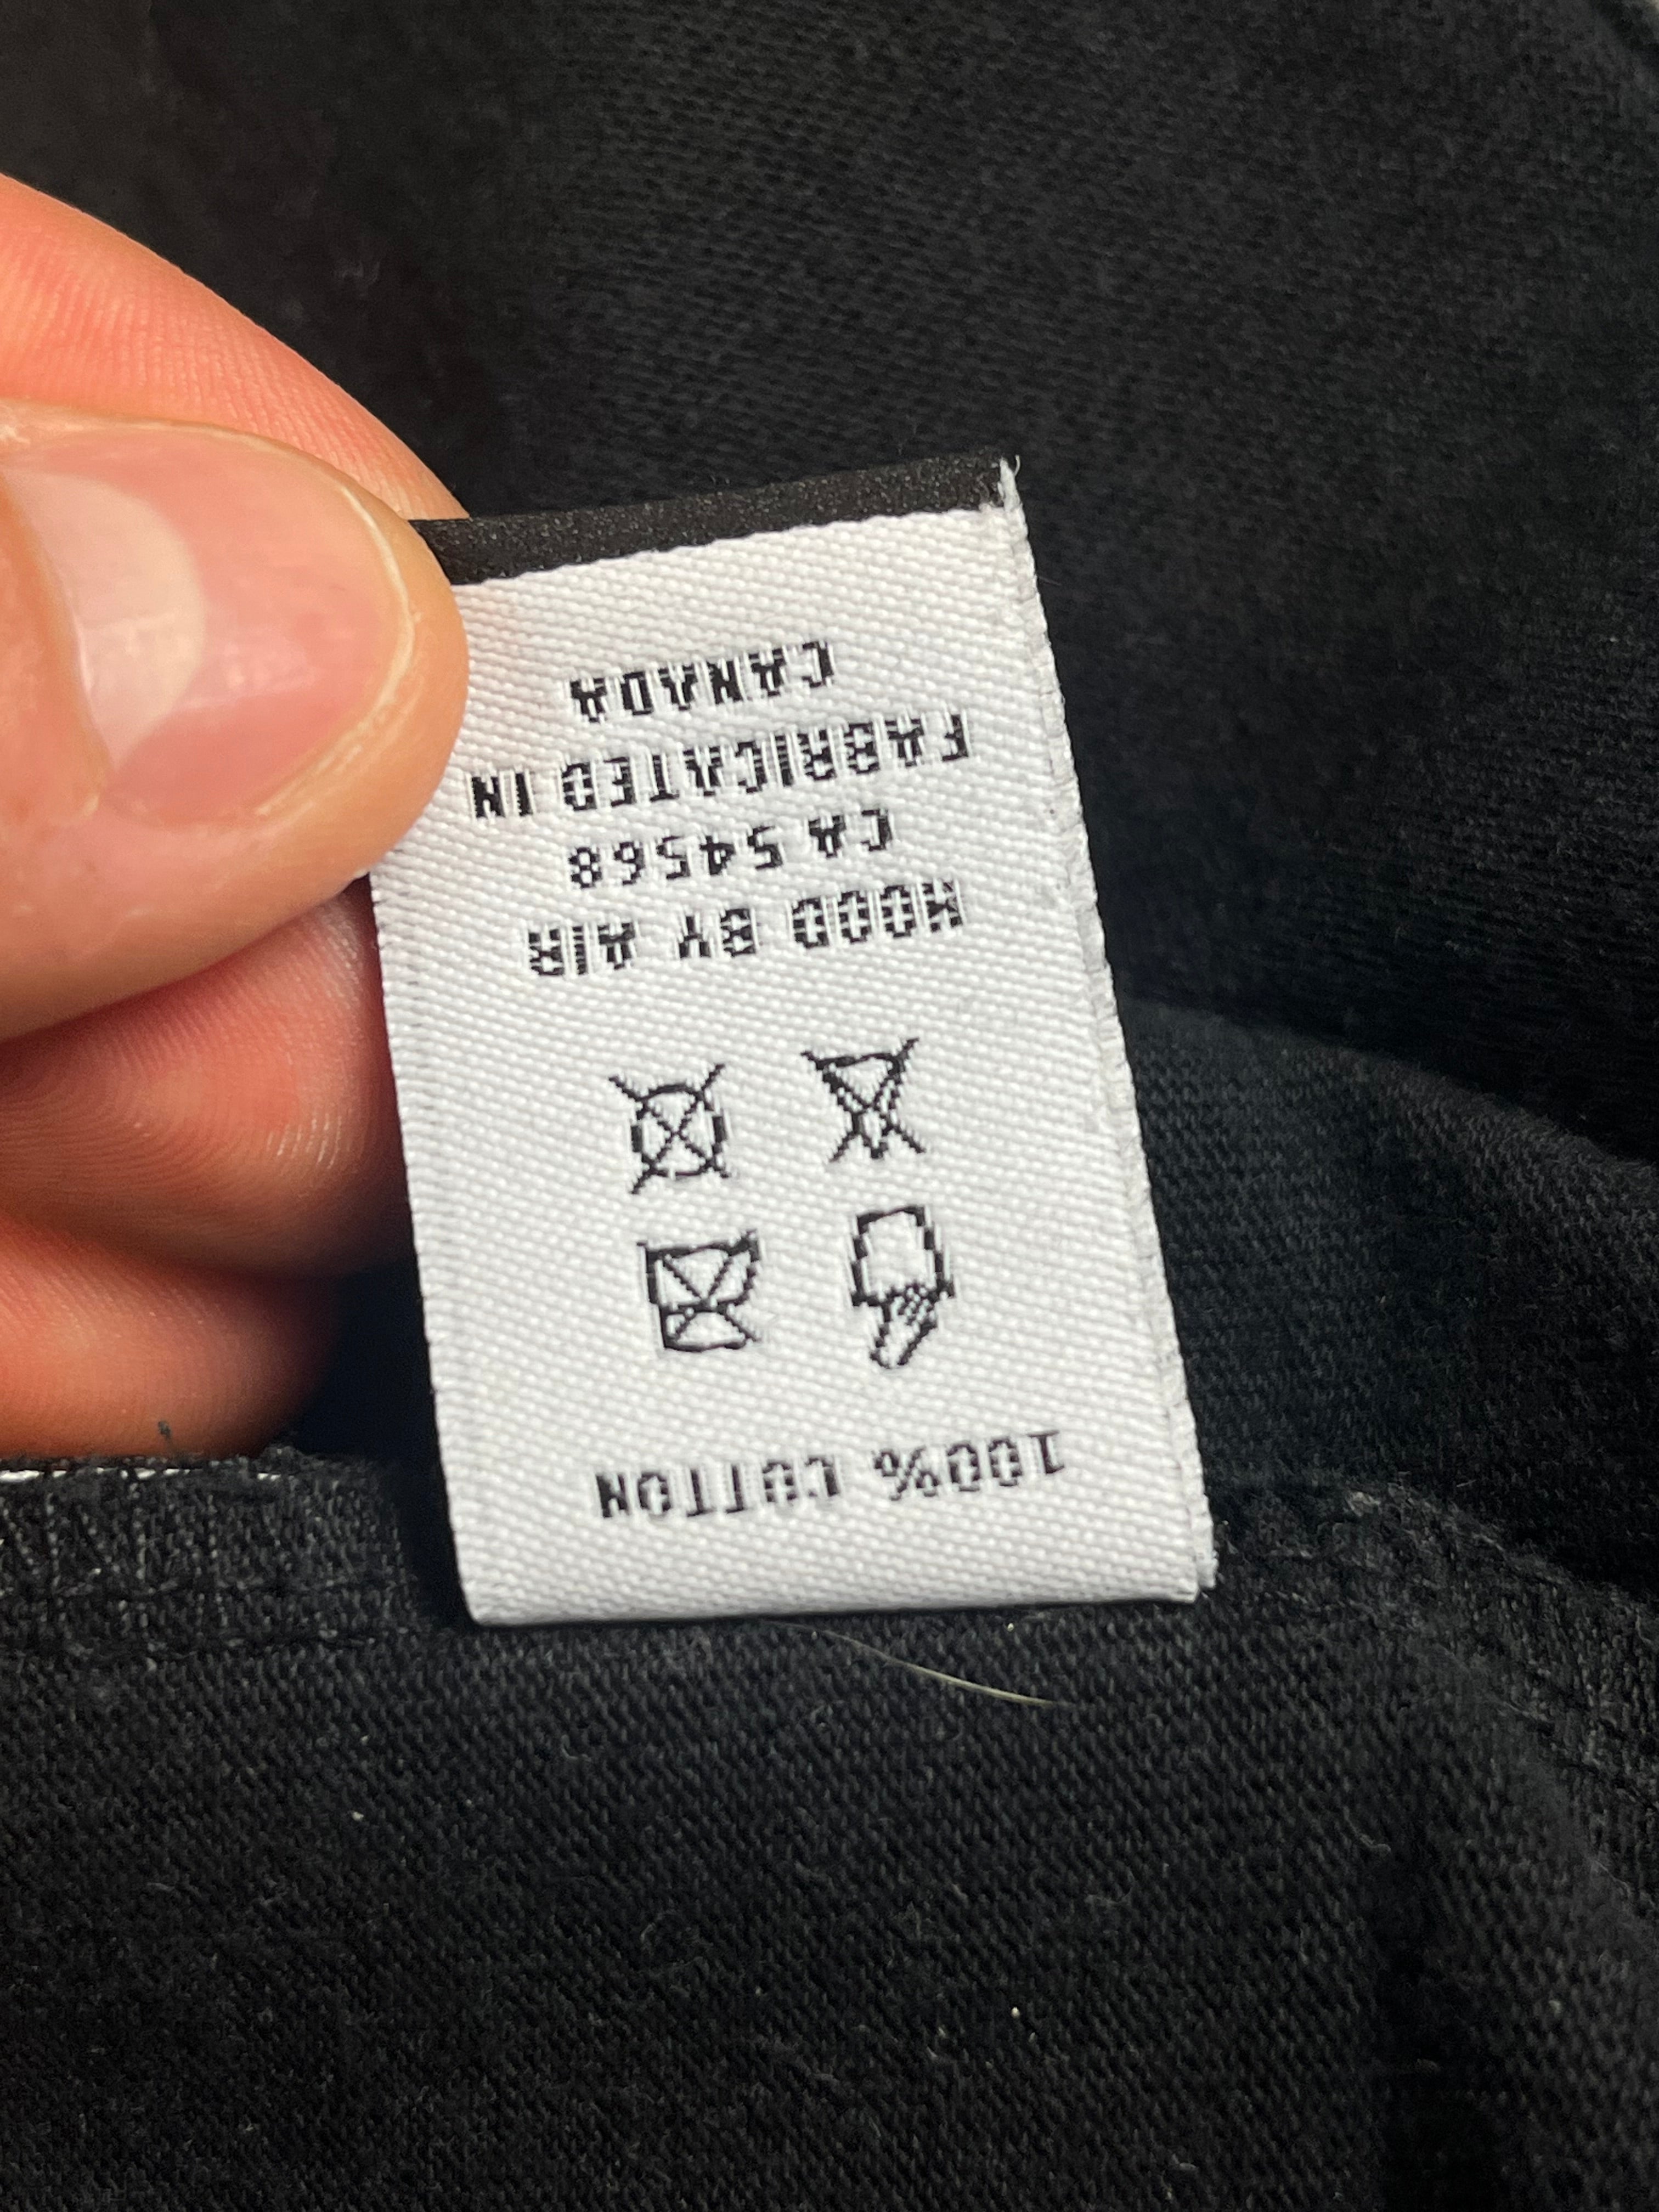 100% COTTON
HOOD BY AIR
CA 54568
FABRICATED IN
CANADA